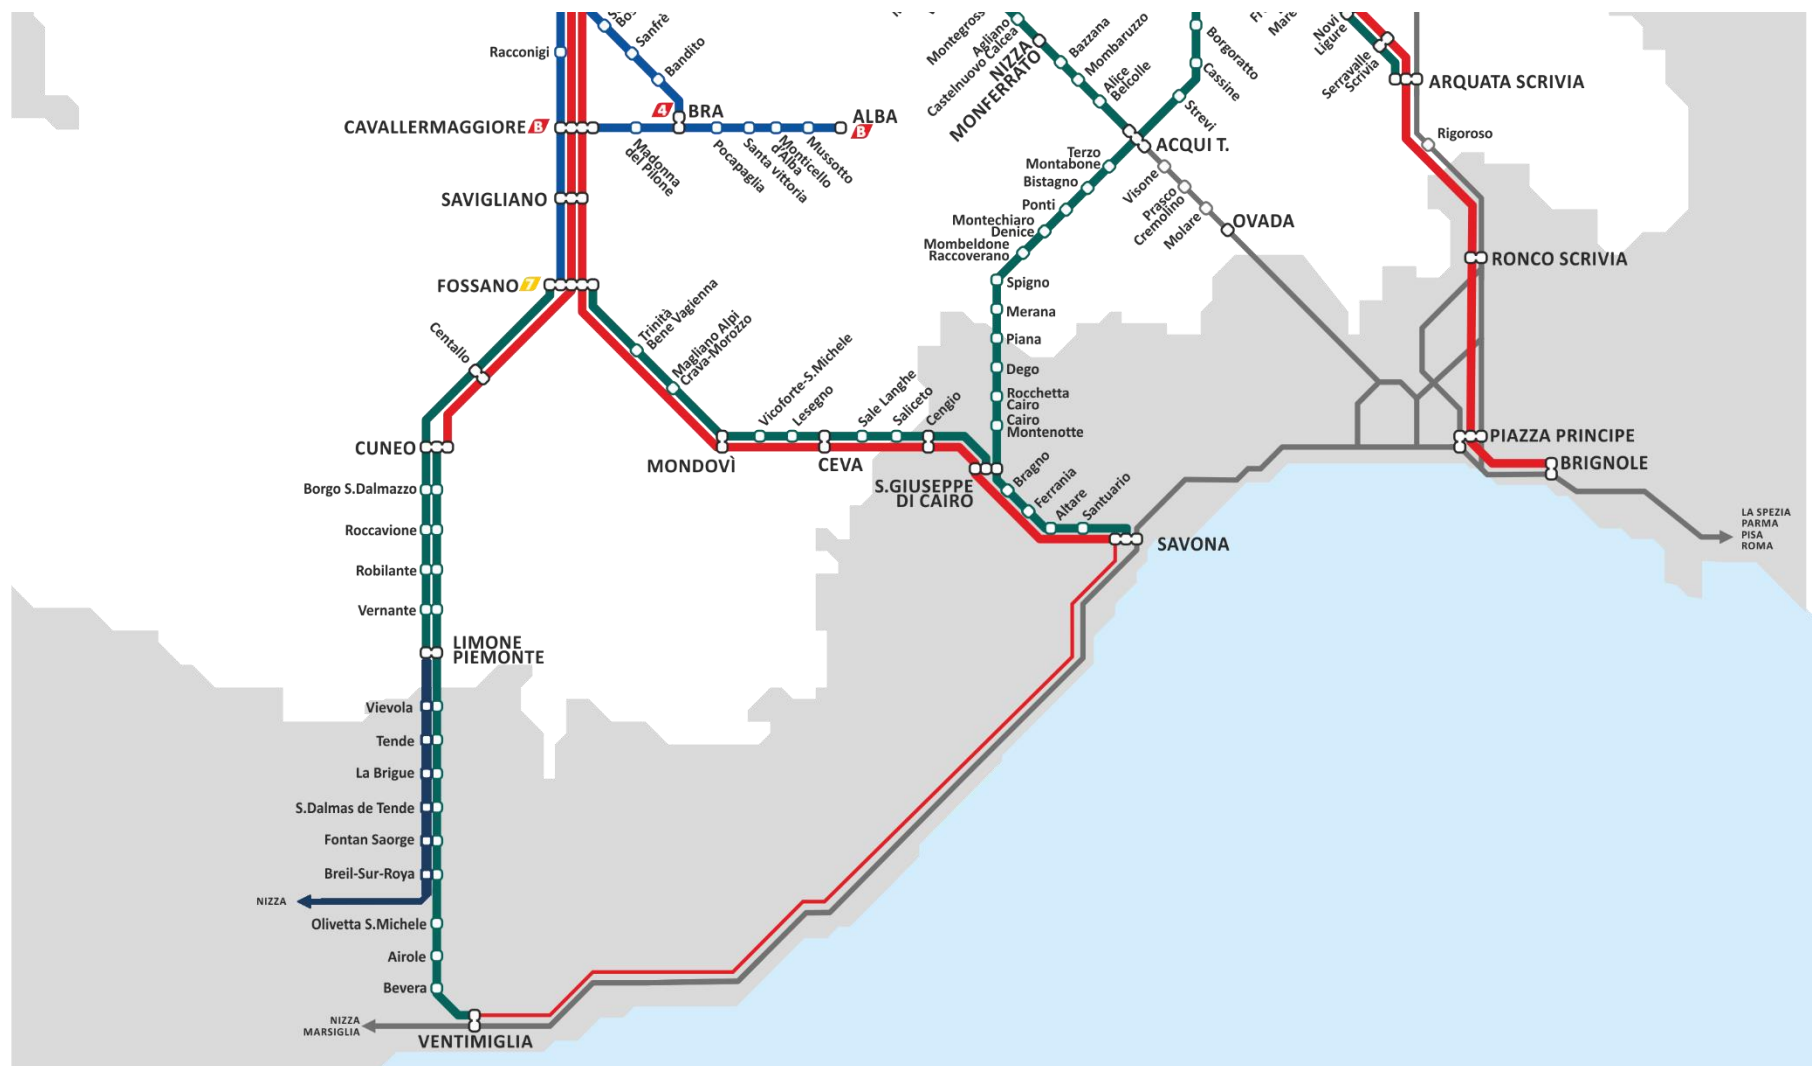 Racconigi
Sanfrè
Bandito
4
BRA
CAVALLERMAGGIORE
B
ALBA
B
Madonna
del Pilone
Pocapaglia
Santa vittoria
Monticello
d'Alba
Mussotto
SAVIGLIANO
FOSSANO
7
Centallo
Trinità
Bene Vagienna
Magliano Alpi
Crava-Morozzo
CUNEO
MONDOVÌ
Vicoforte-S.Michele
Lesegno
CEVA
Sale Langhe
Saliceto
Cengio
S.GIUSEPPE
DI CAIRO
Borgo S.Dalmazzo
Roccavione
Robilante
Vernante
LIMONE
PIEMONTE
Vievola
Tende
La Brigue
S.Dalmas de Tende
Fontan Saorge
Breil-Sur-Roya
NIZZA
Olivetta S.Michele
Airole
Bevera
NIZZA
MARSIGLIA
VENTIMIGLIA
Agliano
Castelnuovo Calcea
NIZZA
MONFERRATO
Bazzana
Mombaruzzo
Alice
Belcolle
Borgoratto
Cassine
Strevi
ACQUI T.
Terzo
Montabone
Bistagno
Ponti
Montechiaro
Denice
Mombeldone
Raccoverano
Spigno
Merana
Piana
Dego
Rocchetta
Cairo
Cairo
Montenotte
Bragno
Ferrania
Altare
Santuario
SAVONA
Visone
Prasco
Cremolino
Molare
OVADA
Novi
Ligure
Serravalle
Scrivia
ARQUATA SCRIVIA
Rigoroso
RONCO SCRIVIA
PIAZZA PRINCIPE
BRIGNOLE
LA SPEZIA
PARMA
PISA
ROMA